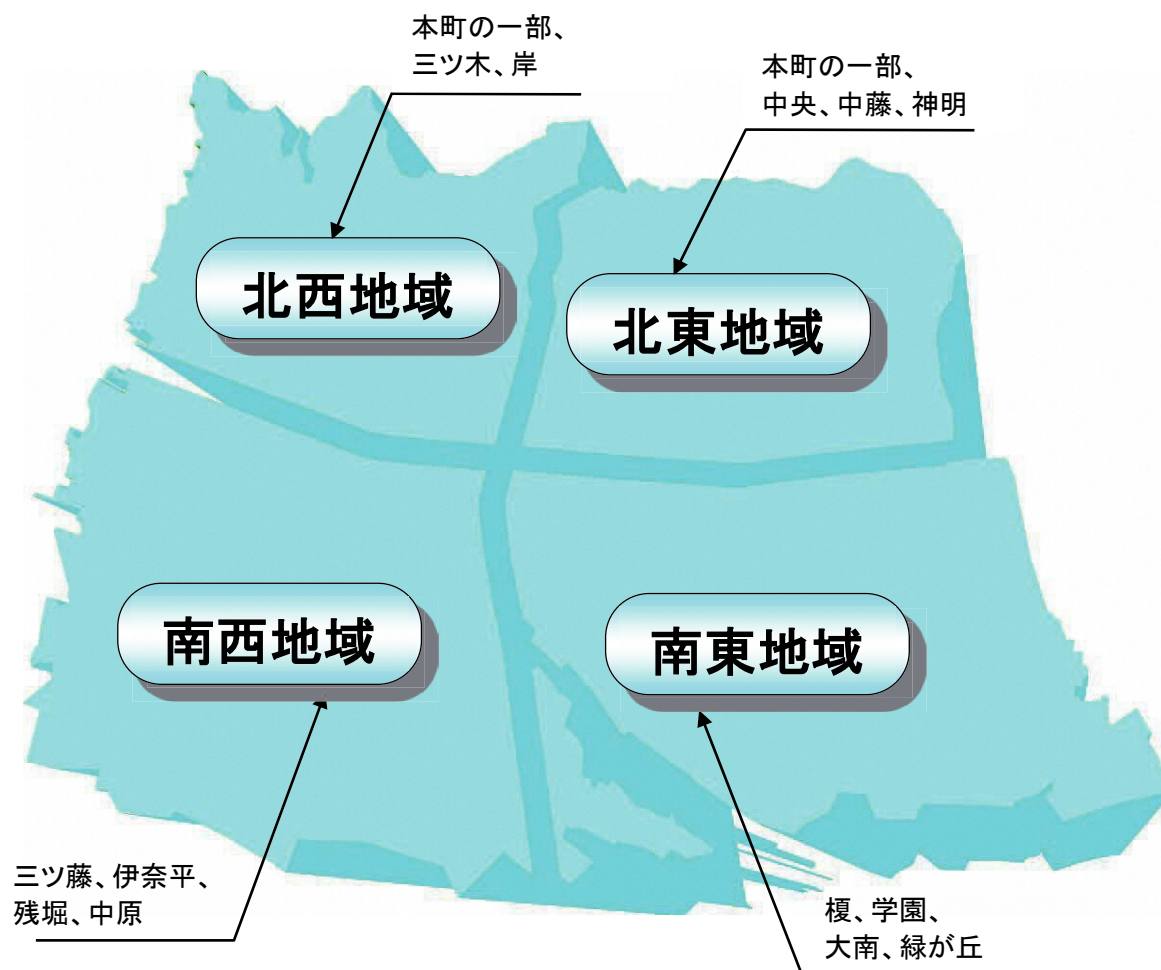 本町の一部、
三ツ木、岸
本町の一部、
中央、中藤、神明
北西地域
北東地域
南西地域
南東地域
三ツ藤、伊奈平、
残堀、中原
榎、学園、
大南、緑が丘